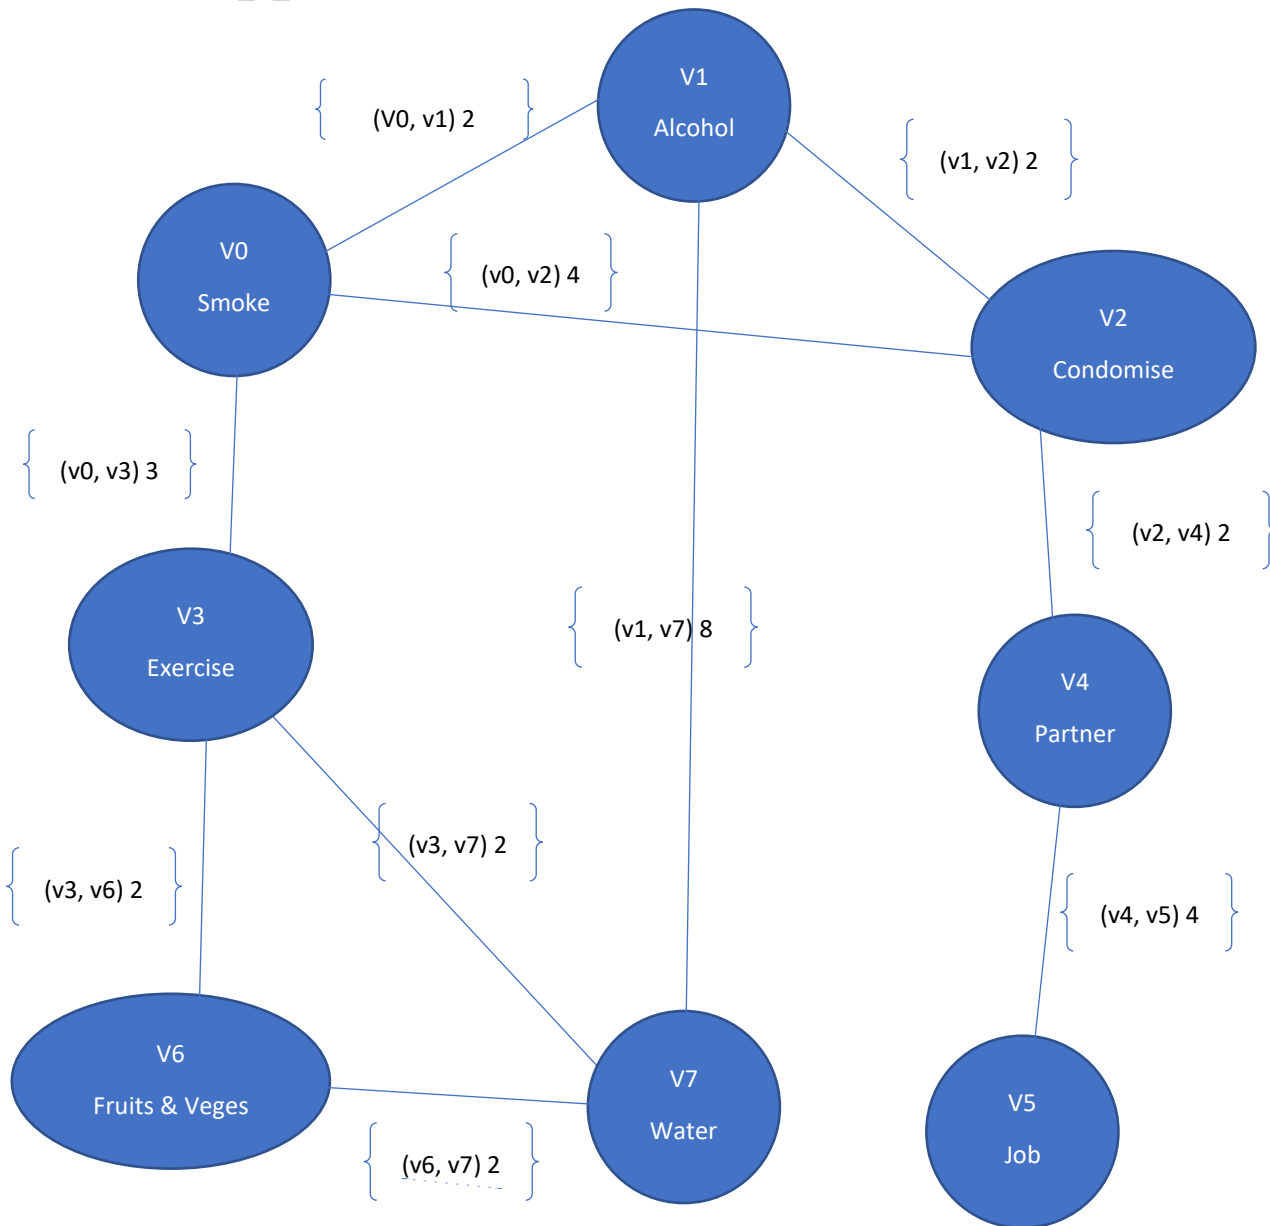 V1
Alcohol
(V0, v1) 2
(v1, v2) 2
V0
Smoke
(v0, v2) 4
V2
Condomise
(v0, v3) 3
(v2, v4) 2
V3
Exercise
(v1, v7) 8
V4
Partner
(v3, v7) 2
(v3, v6) 2
(v4, v5) 4
V6
Fruits & Veges
V7
Water
V5
Job
(v6, v7) 2